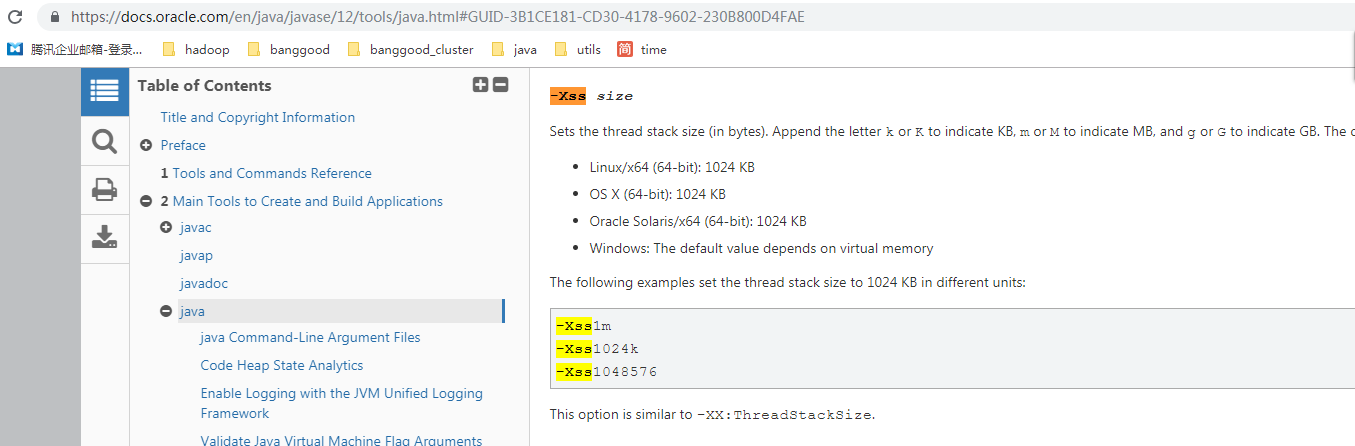 https://docs.oracle.com/en/java/javase/12/tools/java.html#GUID-3B1CE181-CD30-4178-9602-230B800D4FAE
腾讯企业邮箱-登录... hadoop banggood banggood_cluster java utils 简 time
Table of Contents
Title and Copyright Information
Preface
1 Tools and Commands Reference
2 Main Tools to Create and Build Applications
javac
javap
javadoc
java
java Command-Line Argument Files
Code Heap State Analytics
Enable Logging with the JVM Unified Logging
Framework
Validate Java Virtual Machine Flag Arguments
-Xss size
Sets the thread stack size (in bytes). Append the letter k or K to indicate KB, m or M to indicate MB, and g or G to indicate GB. The
Linux/x64 (64-bit): 1024 KB
OS X (64-bit): 1024 KB
Oracle Solaris/x64 (64-bit): 1024 KB
Windows: The default value depends on virtual memory
The following examples set the thread stack size to 1024 KB in different units:
-Xss1m
-Xss1024k
-Xss1048576
This option is similar to -XX:ThreadStackSize.